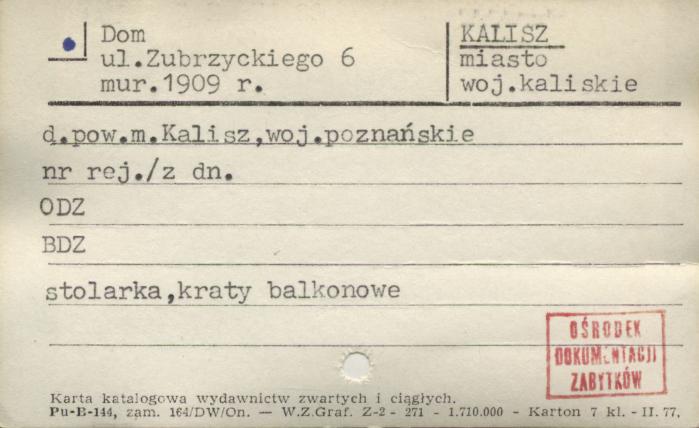 Dom
ul.Zubrzyckiego 6
mur.1909 r.
KALISZ
miasto
woj.kaliskie
d.pow.m.Kalisz,woj.poznańskie
nr rej./z dn.
ODZ
BDZ
stolarka,kraty balkonowe
OŚRODEK
DOKUMENTACJI
ZABYTKÓW
Karta katalogowa wydawnictw zwartych i ciągłych.
Pu-B-144, zam. 164/DW/On. — W.Z.Graf. Z-2 - 271 - 1.710.000 - Karton 7 kl. - II. 77.